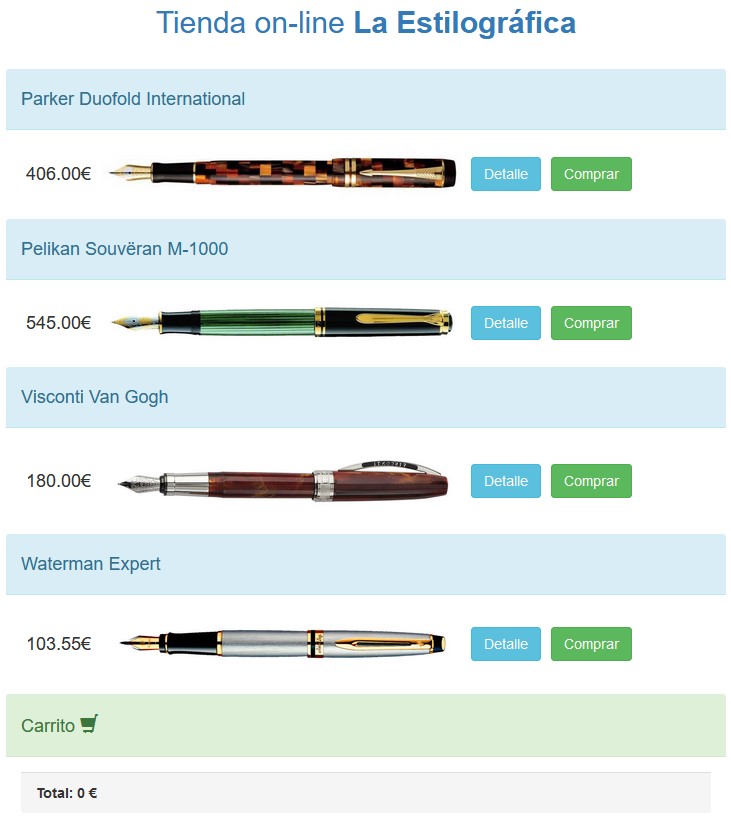 Tienda on-line La Estilográfica
Parker Duofold International
406.00€
Detalle
Comprar
Pelikan Souvëran M-1000
545.00€
Detalle
Comprar
Visconti Van Gogh
180.00€
Detalle
Comprar
Waterman Expert
103.55€
Detalle
Comprar
Carrito
Total: 0 €